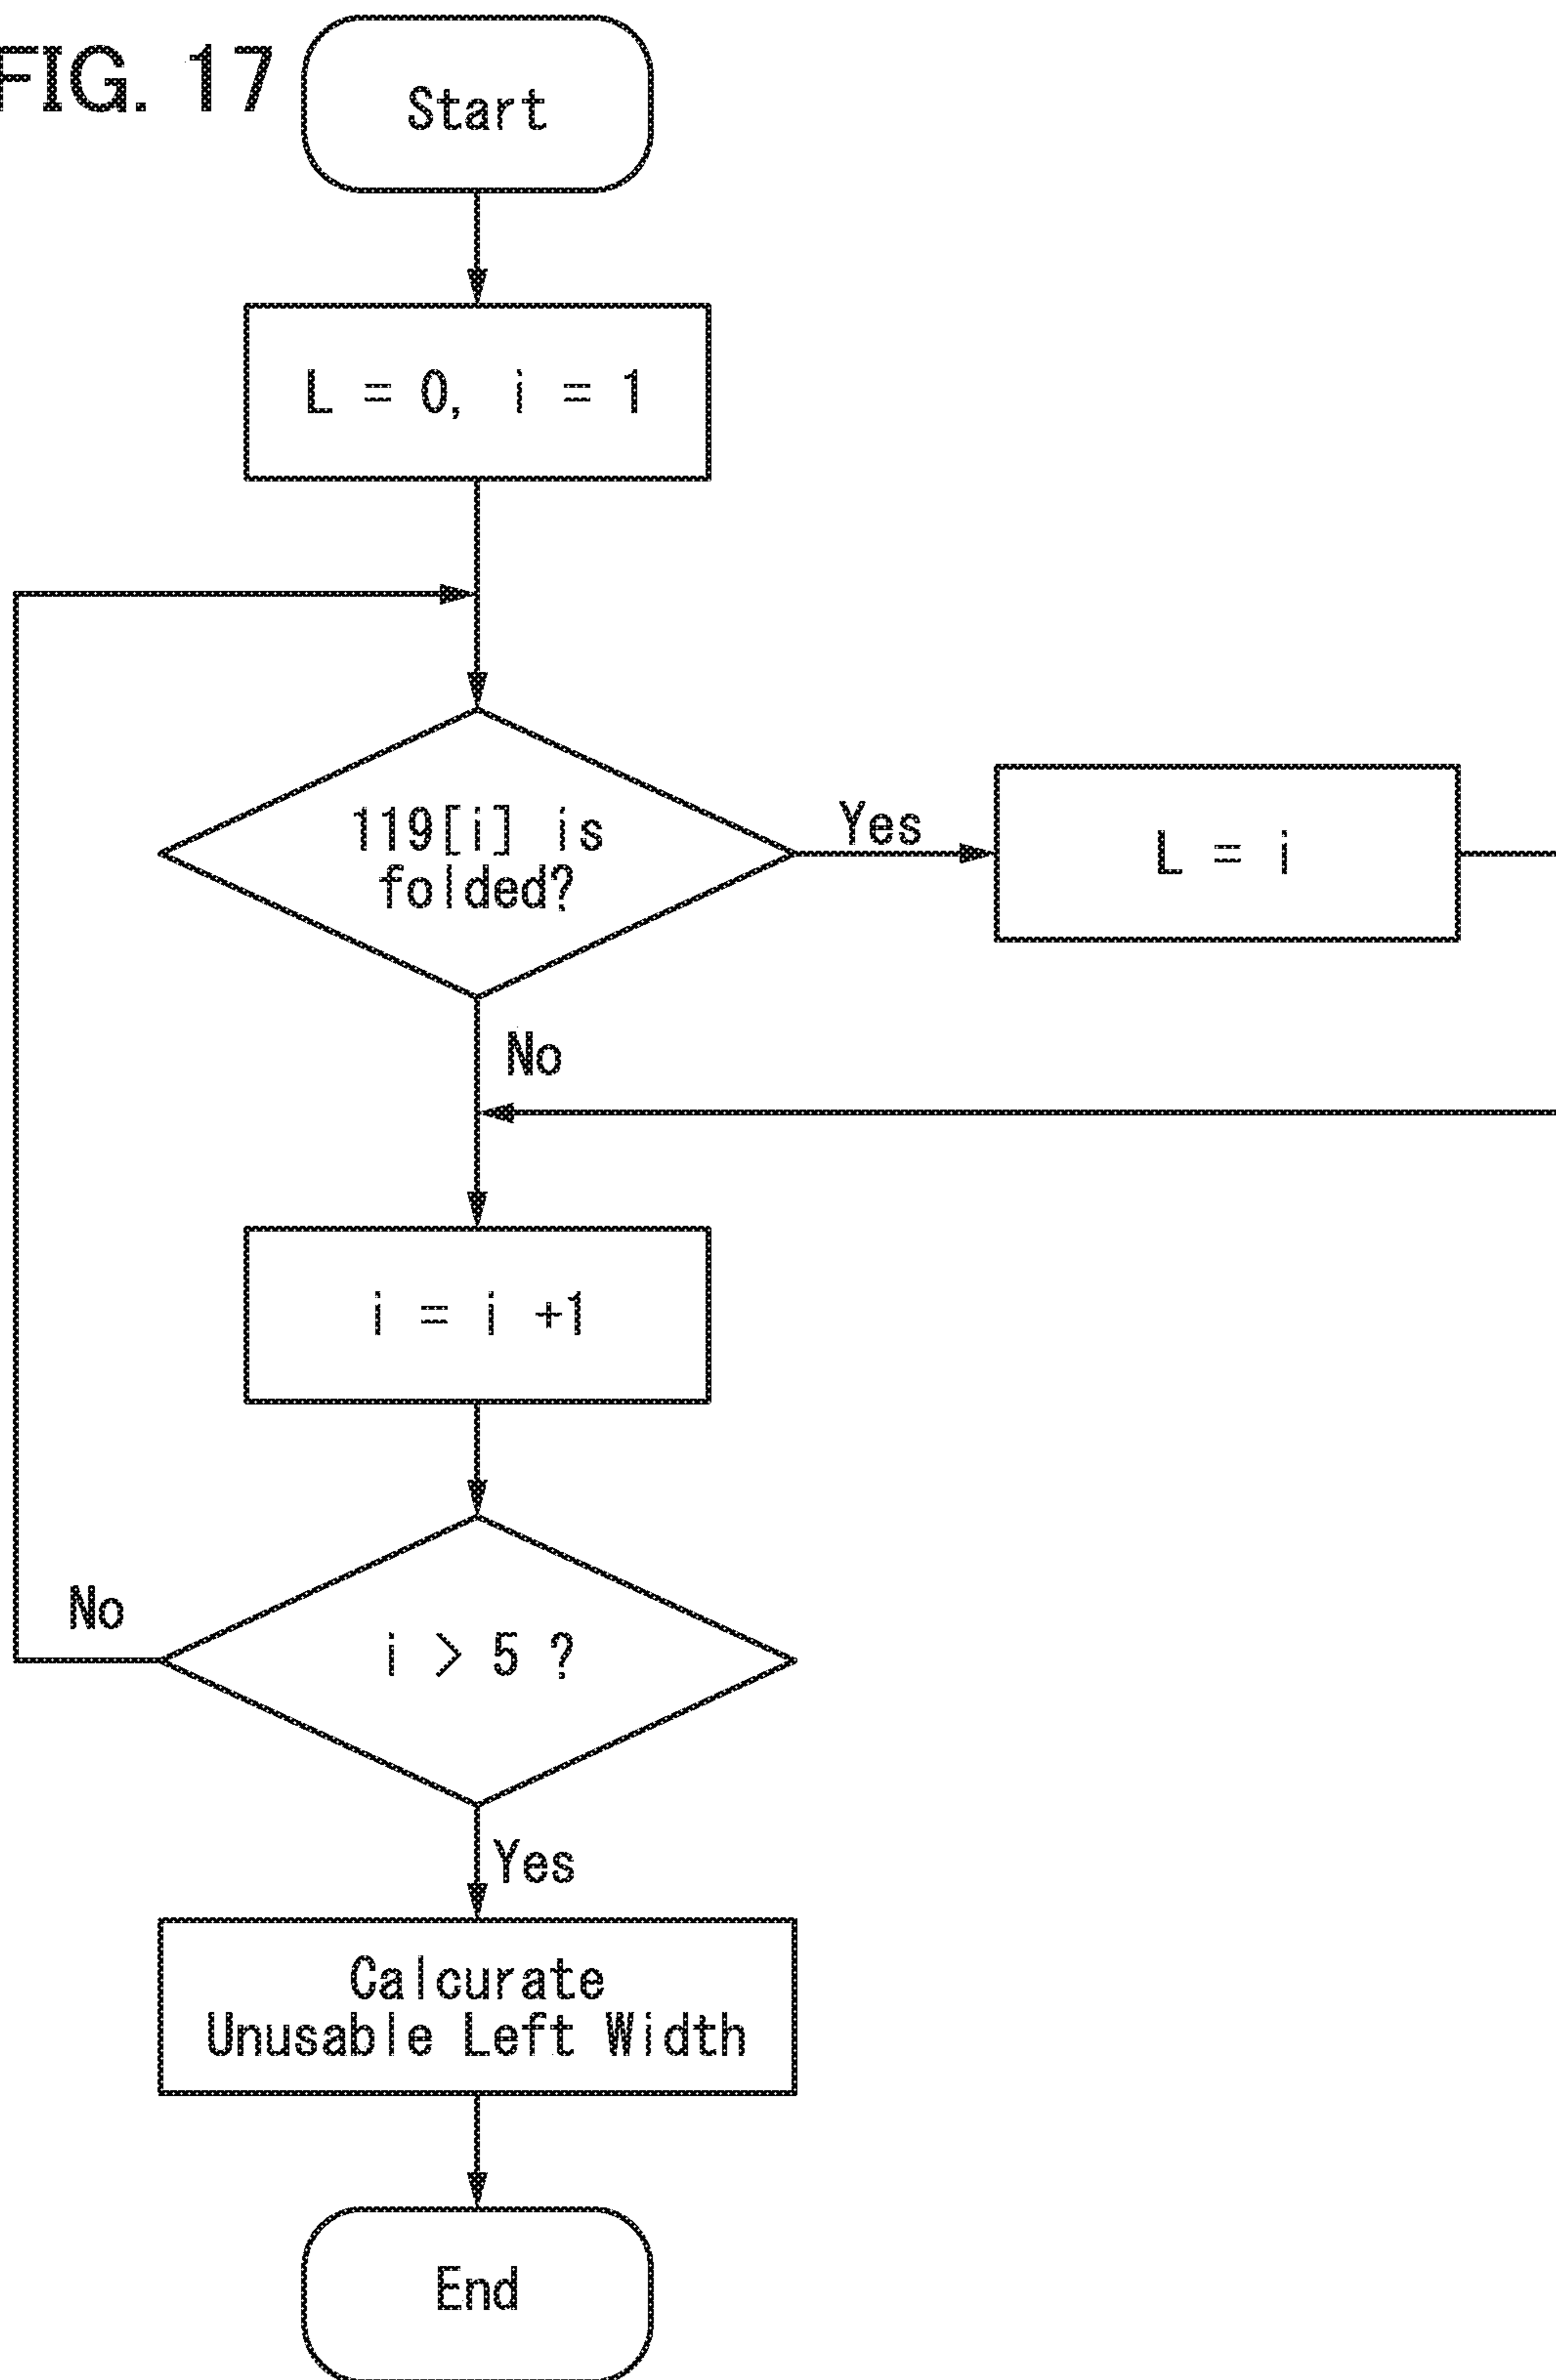 FIG. 17
Start
L = 0, i = 1
119[i] is
folded?
Yes
L = i
No
i = i +1
i > 5 ?
No
Yes
Calcurate
Unusable Left Width
End